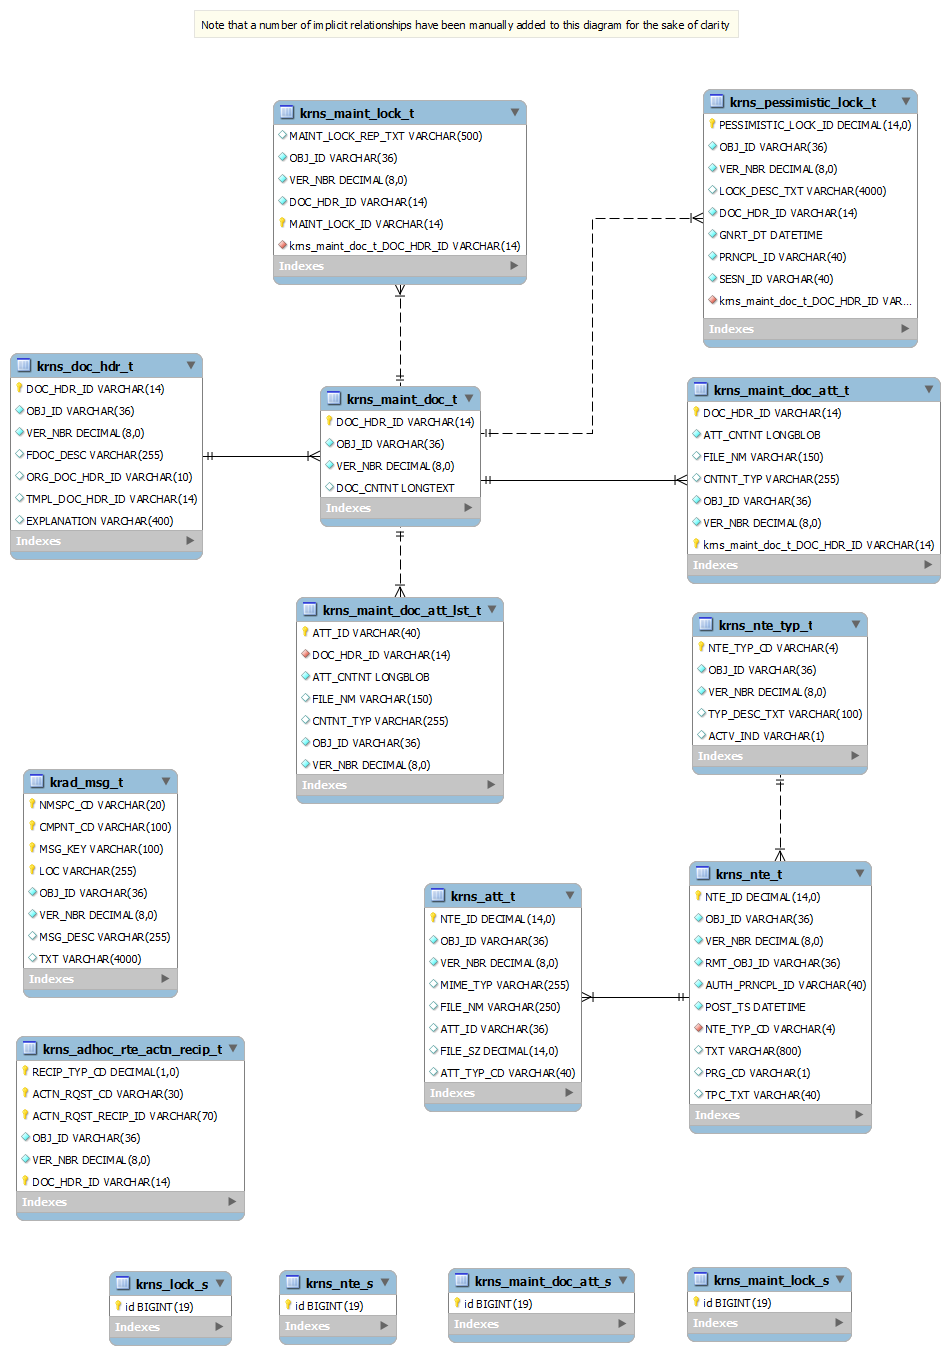 Note that a number of implicit relationships have been manually added to this diagram for the sake of clarity
krns_maint_lock_t
MAINT_LOCK_REP_TXT VARCHAR(500)
OBJ_ID VARCHAR(36)
VER_NBR DECIMAL(8,0)
DOC_HDR_ID VARCHAR(14)
MAINT_LOCK_ID VARCHAR(14)
krns_maint_doc_t_DOC_HDR_ID VARCHAR(14)
Indexes
krns_pessimistic_lock_t
PESSIMISTIC_LOCK_ID DECIMAL(14,0)
OBJ_ID VARCHAR(36)
VER_NBR DECIMAL(8,0)
LOCK_DESC_TXT VARCHAR(4000)
DOC_HDR_ID VARCHAR(14)
GNRT_DT DATETIME
PRNCPL_ID VARCHAR(40)
SESN_ID VARCHAR(40)
krns_maint_doc_t_DOC_HDR_ID VAR...
Indexes
krns_doc_hdr_t
DOC_HDR_ID VARCHAR(14)
OBJ_ID VARCHAR(36)
VER_NBR DECIMAL(8,0)
FDOC_DESC VARCHAR(255)
ORG_DOC_HDR_ID VARCHAR(10)
TMPL_DOC_HDR_ID VARCHAR(14)
EXPLANATION VARCHAR(400)
Indexes
krns_maint_doc_t
DOC_HDR_ID VARCHAR(14)
OBJ_ID VARCHAR(36)
VER_NBR DECIMAL(8,0)
DOC_CNTNT LONGTEXT
Indexes
krns_maint_doc_att_t
DOC_HDR_ID VARCHAR(14)
ATT_CNTNT LONGBLOB
FILE_NM VARCHAR(150)
CNTNT_TYP VARCHAR(255)
OBJ_ID VARCHAR(36)
VER_NBR DECIMAL(8,0)
krns_maint_doc_t_DOC_HDR_ID VARCHAR(14)
Indexes
krns_maint_doc_att_lst_t
ATT_ID VARCHAR(40)
DOC_HDR_ID VARCHAR(14)
ATT_CNTNT LONGBLOB
FILE_NM VARCHAR(150)
CNTNT_TYP VARCHAR(255)
OBJ_ID VARCHAR(36)
VER_NBR DECIMAL(8,0)
Indexes
krns_nte_typ_t
NTE_TYP_CD VARCHAR(4)
OBJ_ID VARCHAR(36)
VER_NBR DECIMAL(8,0)
TYP_DESC_TXT VARCHAR(100)
ACTV_IND VARCHAR(1)
Indexes
krad_msg_t
NMSPC_CD VARCHAR(20)
CMPNT_CD VARCHAR(100)
MSG_KEY VARCHAR(100)
LOC VARCHAR(255)
OBJ_ID VARCHAR(36)
VER_NBR DECIMAL(8,0)
MSG_DESC VARCHAR(255)
TXT VARCHAR(4000)
Indexes
krns_att_t
NTE_ID DECIMAL(14,0)
OBJ_ID VARCHAR(36)
VER_NBR DECIMAL(8,0)
MIME_TYP VARCHAR(255)
FILE_NM VARCHAR(250)
ATT_ID VARCHAR(36)
FILE_SZ DECIMAL(14,0)
ATT_TYP_CD VARCHAR(40)
Indexes
krns_nte_t
NTE_ID DECIMAL(14,0)
OBJ_ID VARCHAR(36)
VER_NBR DECIMAL(8,0)
RMT_OBJ_ID VARCHAR(36)
AUTH_PRNCPL_ID VARCHAR(40)
POST_TS DATETIME
NTE_TYP_CD VARCHAR(4)
TXT VARCHAR(800)
PRG_CD VARCHAR(1)
TPC_TXT VARCHAR(40)
Indexes
krns_adhoc_rte_actn_recip_t
RECIP_TYP_CD DECIMAL(1,0)
ACTN_RQST_CD VARCHAR(30)
ACTN_RQST_RECIP_ID VARCHAR(70)
OBJ_ID VARCHAR(36)
VER_NBR DECIMAL(8,0)
DOC_HDR_ID VARCHAR(14)
Indexes
krns_lock_s
id BIGINT(19)
Indexes
krns_nte_s
id BIGINT(19)
Indexes
krns_maint_doc_att_s
id BIGINT(19)
Indexes
krns_maint_lock_s
id BIGINT(19)
Indexes